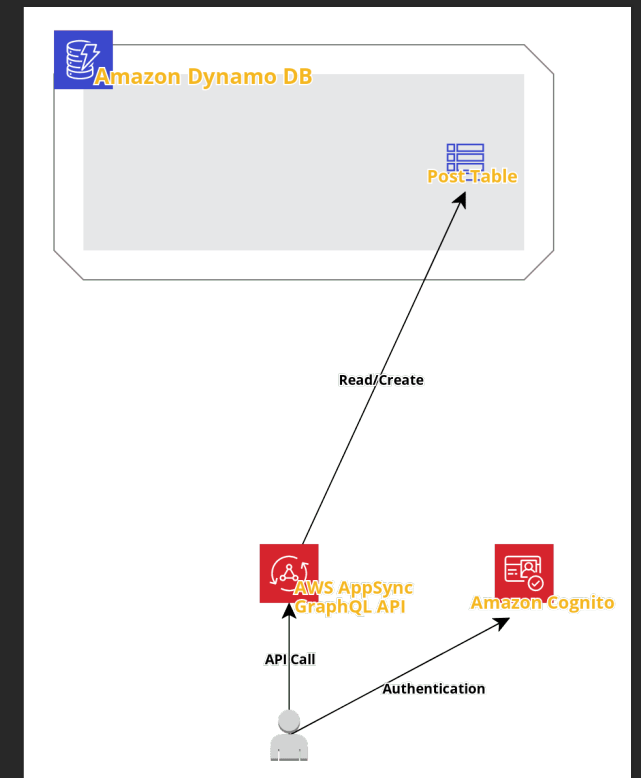 Amazon Dynamo DB
Post Table
Read/Create
AWS AppSync
GraphQL API
Amazon Cognito
API Call
Authentication